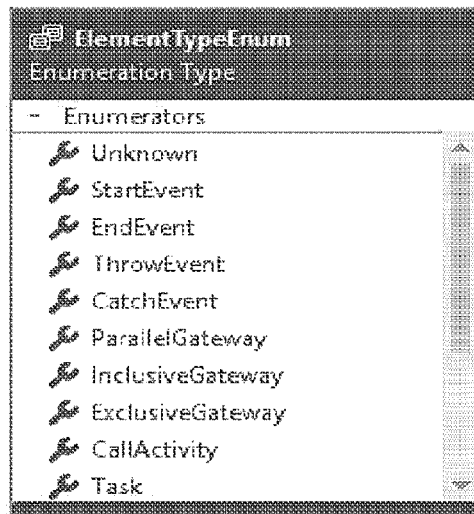 ElementTypeEnum
Enumeration Type
- Enumerators
Unknown
StartEvent
EndEvent
ThrowEvent
CatchEvent
ParallelGateway
InclusiveGateway
ExclusiveGateway
CallActivity
Task